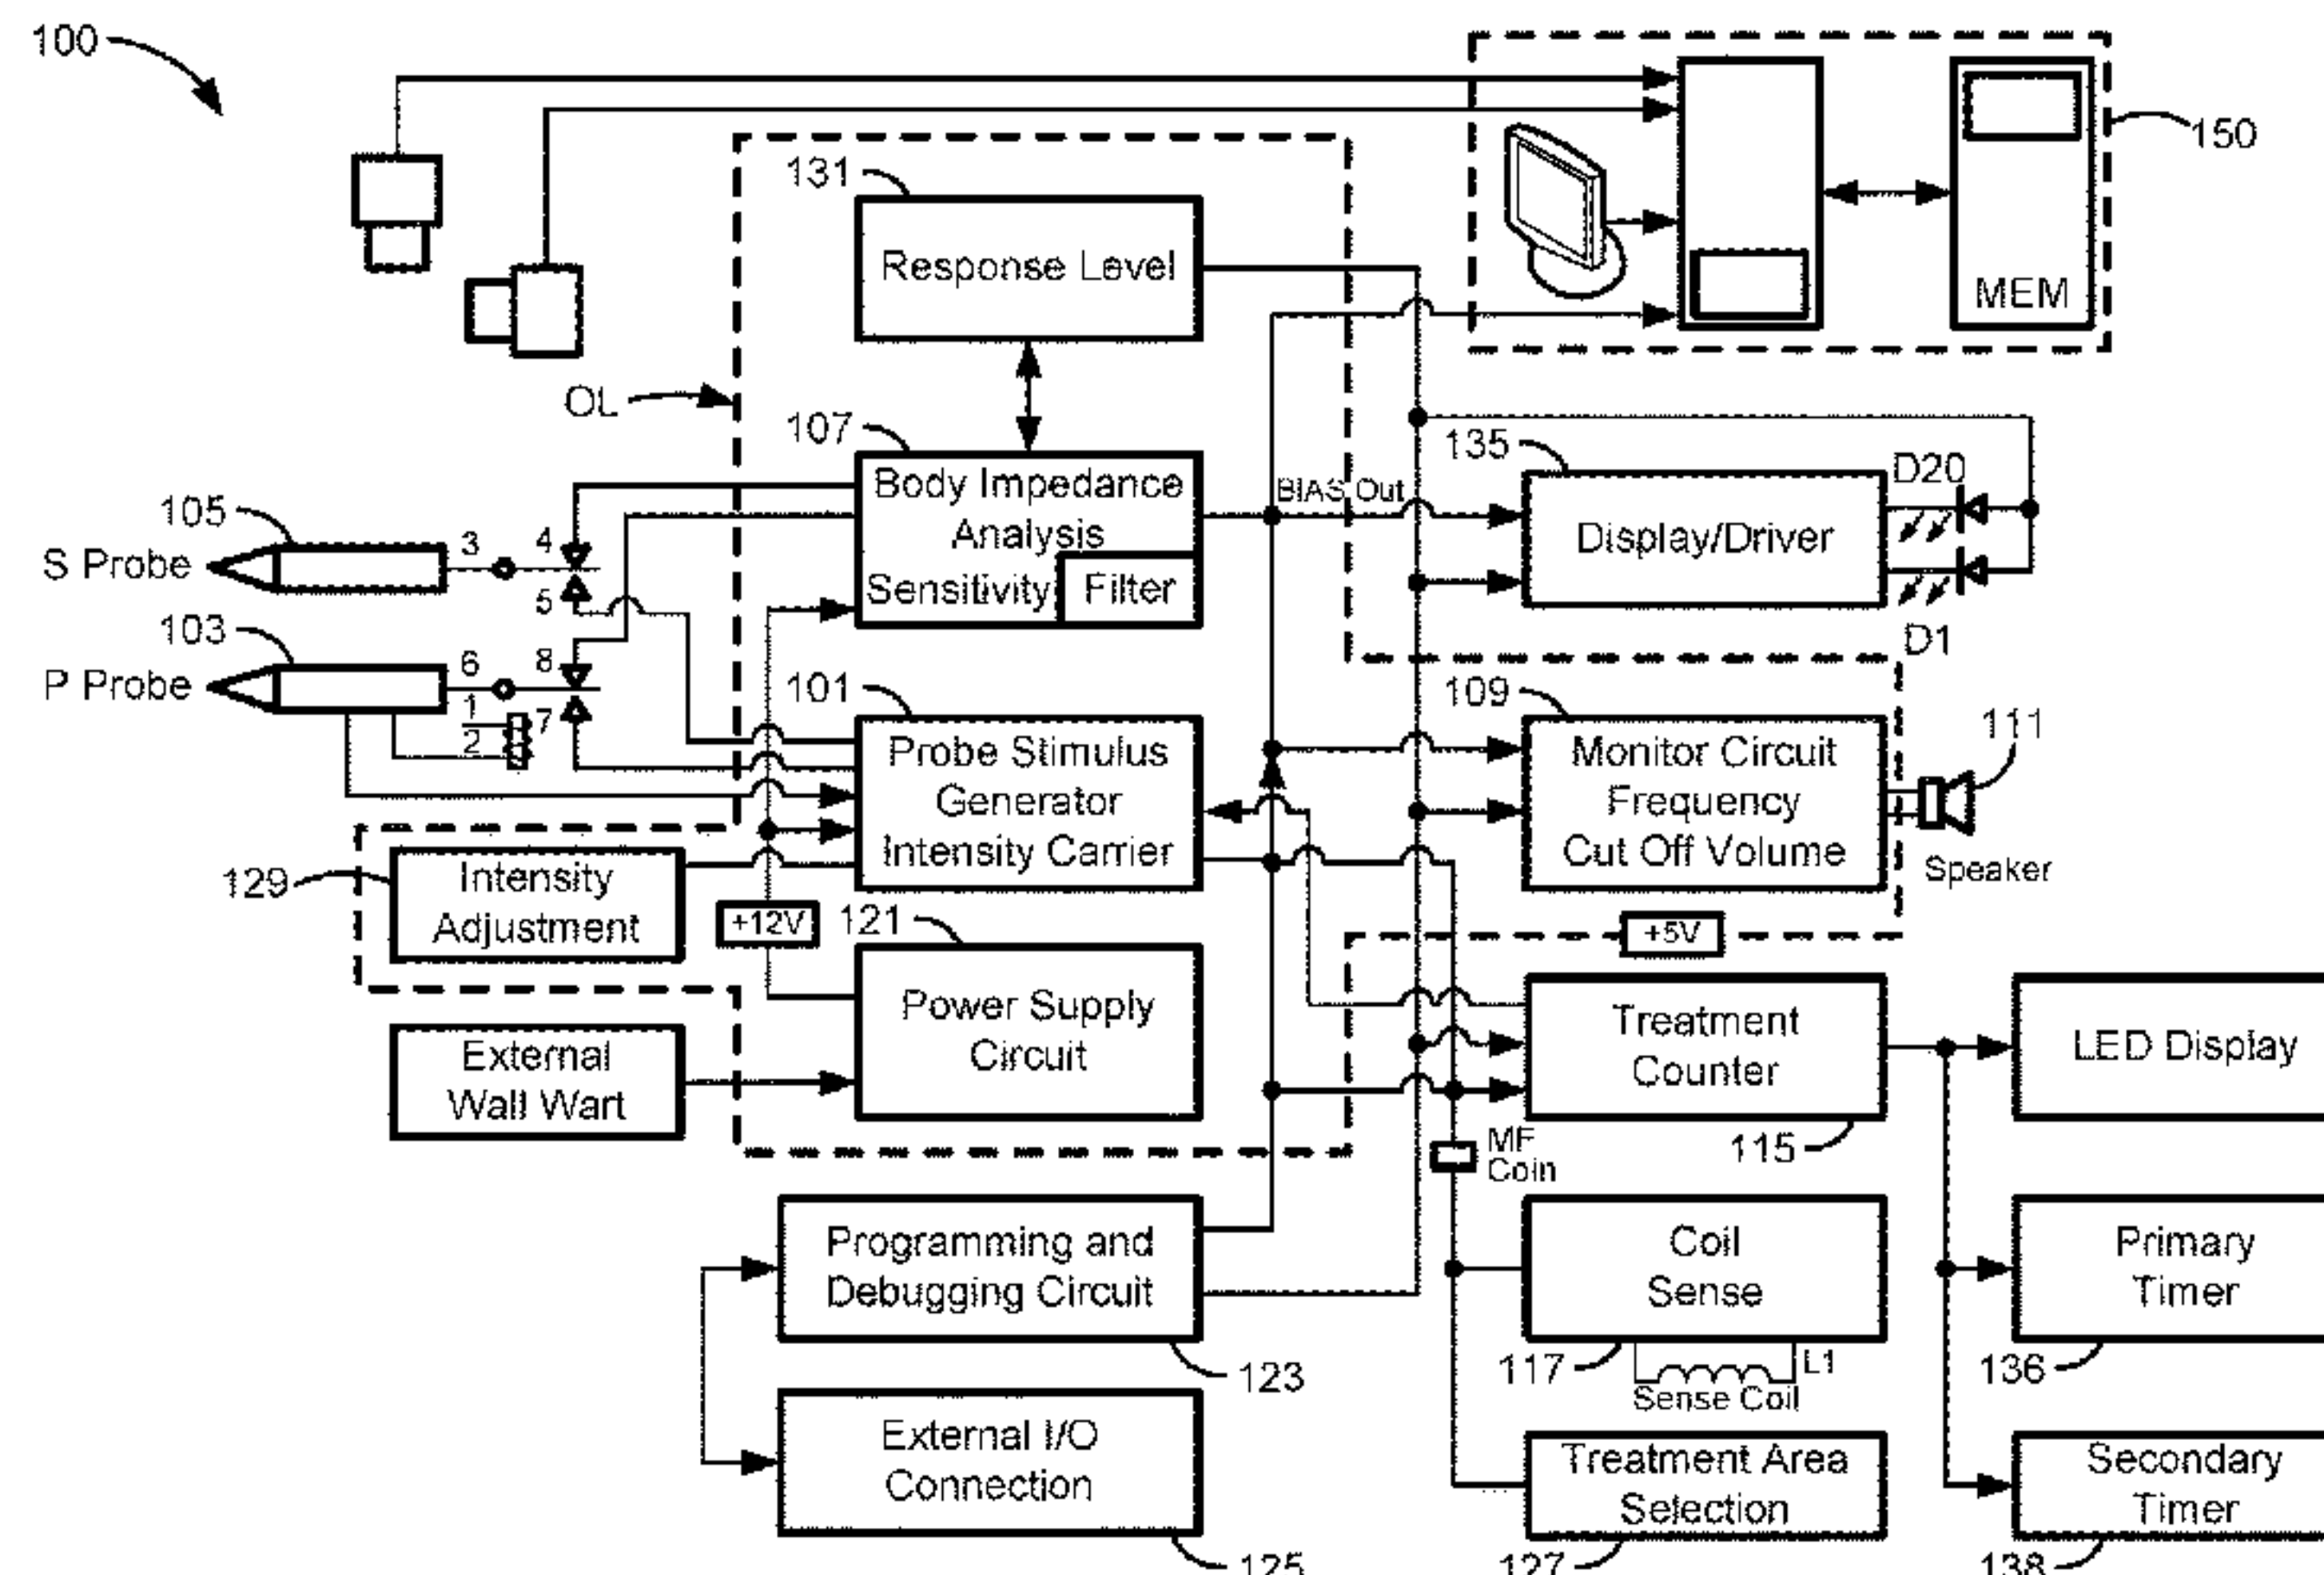 100
150
131
Response Level
MEM
OL
107
135
D20
Body Impedance
Analysis
Sensitivity
Filter
BIAS Out
Display/Driver
105
S Probe
3
4
5
103
P Probe
6
8
1
2
7
D1
101
Probe Stimulus
Generator
Intensity Carrier
109
Monitor Circuit
Frequency
Cut Off Volume
111
Speaker
129
Intensity
Adjustment
+12V
121
+5V
Power Supply
Circuit
External
Wall Wart
Treatment
Counter
115
LED Display
MF
Coin
Programming and
Debugging Circuit
123
Coil
Sense
117
L1
Sense Coil
Primary
Timer
136
External I/O
Connection
125
Treatment Area
Selection
127
Secondary
Timer
138